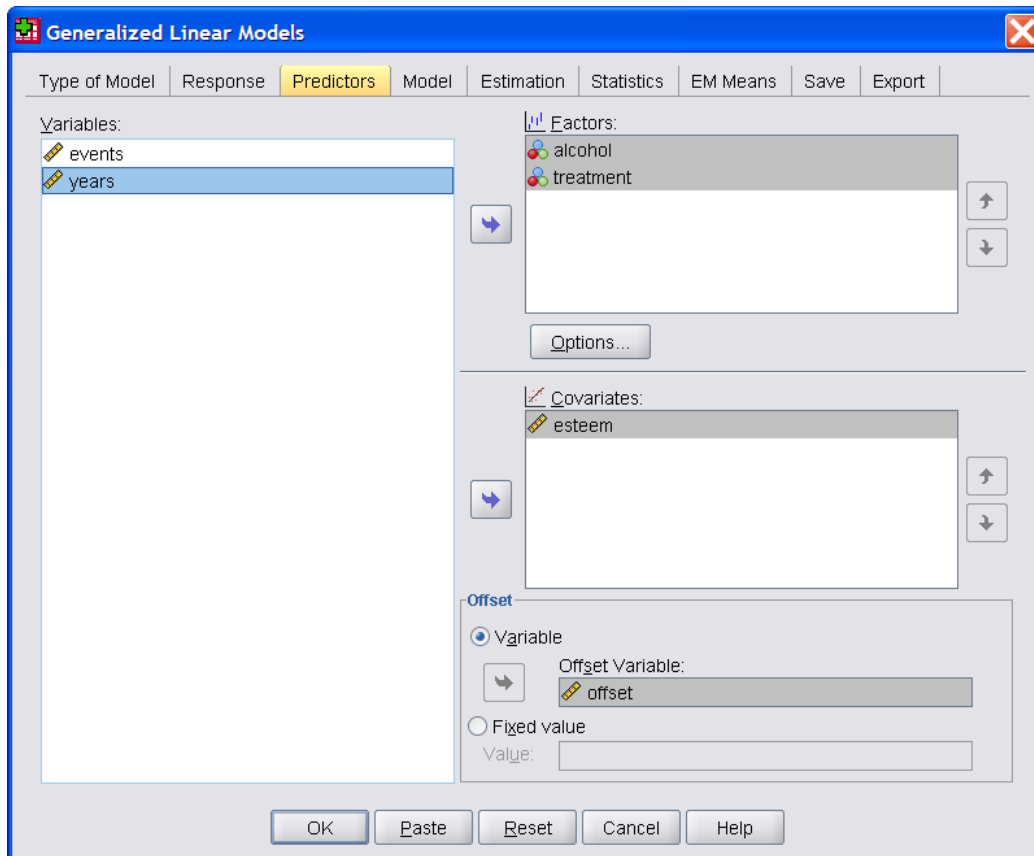 Generalized Linear Models
Type of Model Response Predictors Model Estimation Statistics EM Means Save Export
Variables:
events
years
Factors:
alcohol
treatment
Options...
Covariates:
esteem
Offset
Variable
Offset Variable:
offset
Fixed value
Value:
OK Paste Reset Cancel Help